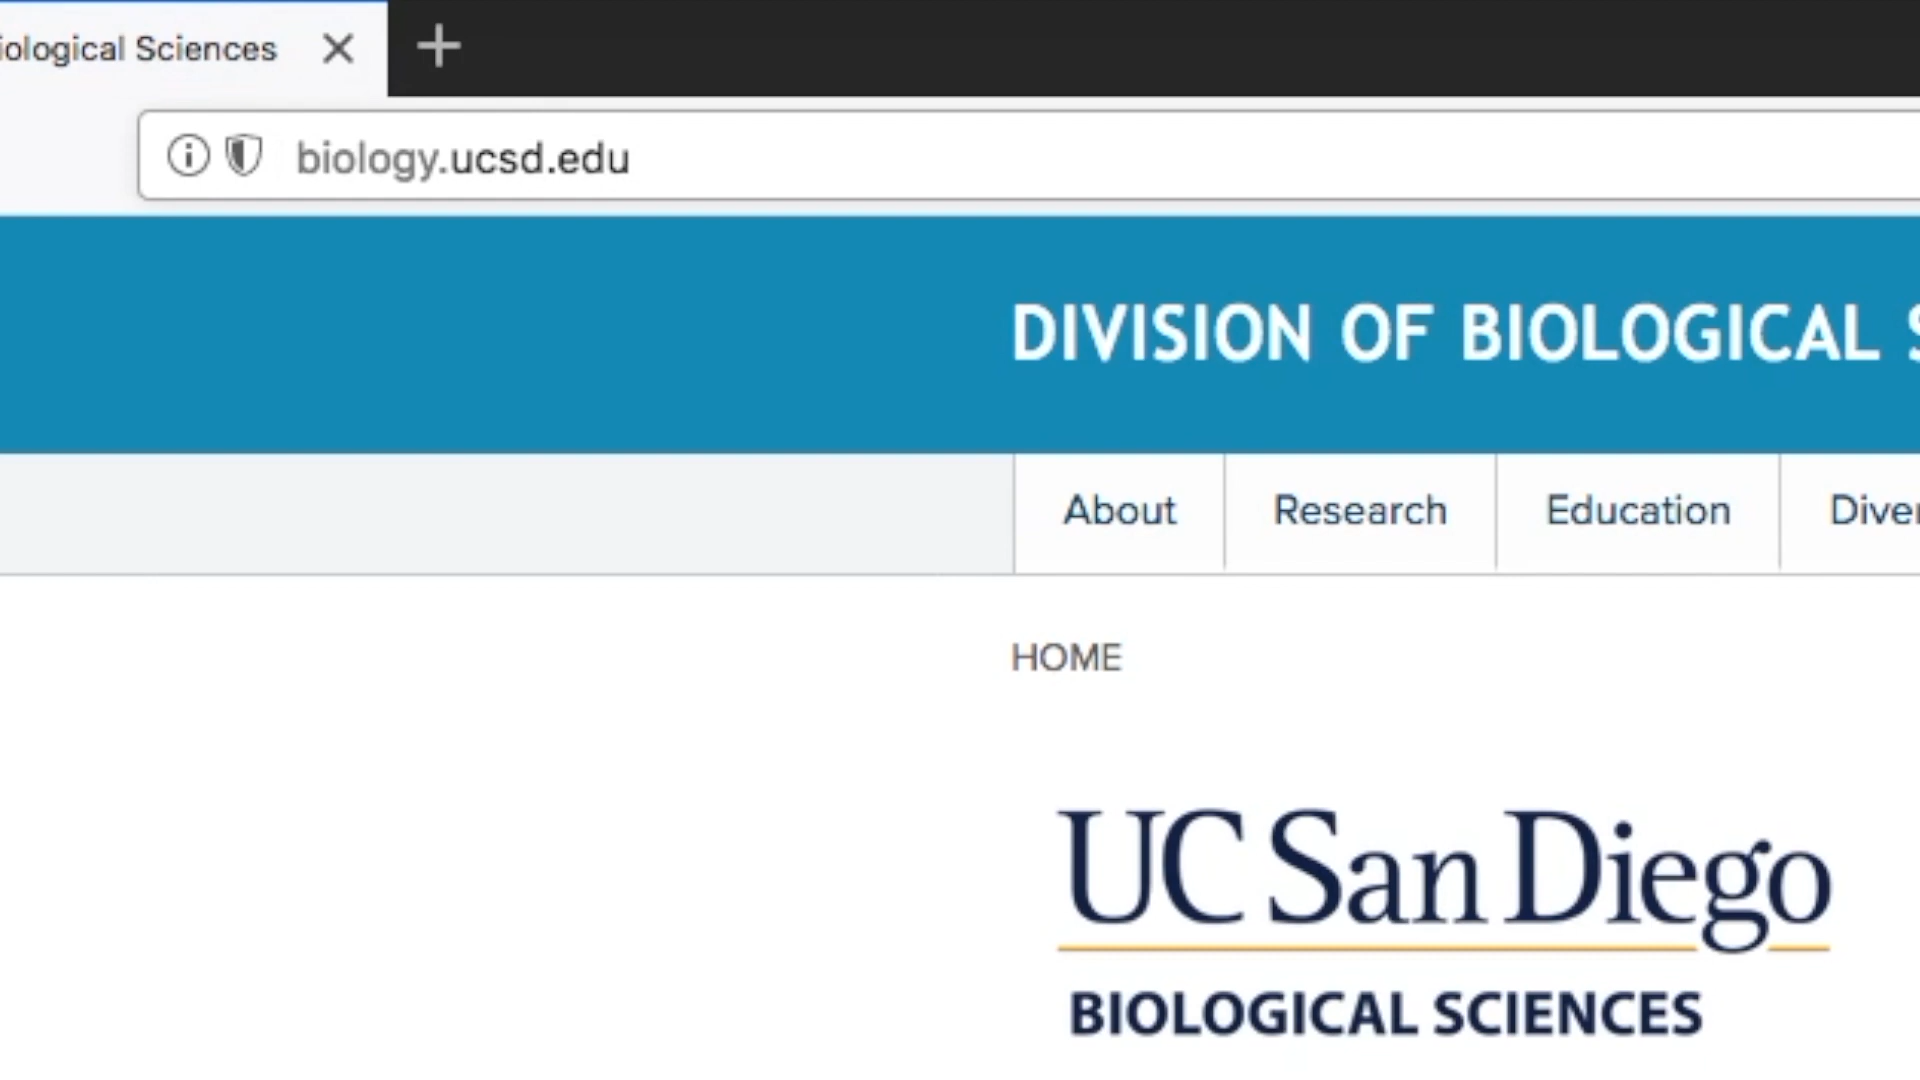 iological Sciences
biology.ucsd.edu
DIVISION OF BIOLOGICAL S
About Research Education Diver
HOME
UC San Diego
BIOLOGICAL SCIENCES